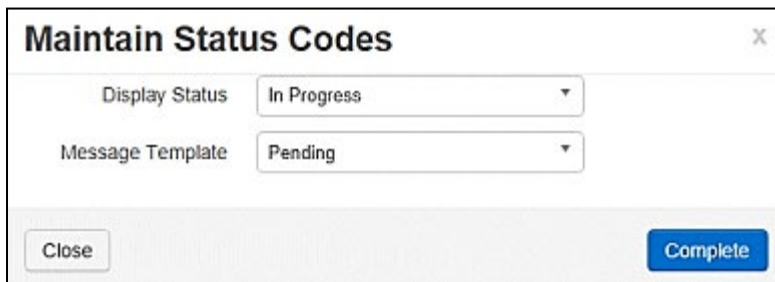 Maintain Status Codes x
Display Status In Progress
Message Template Pending
Close Complete